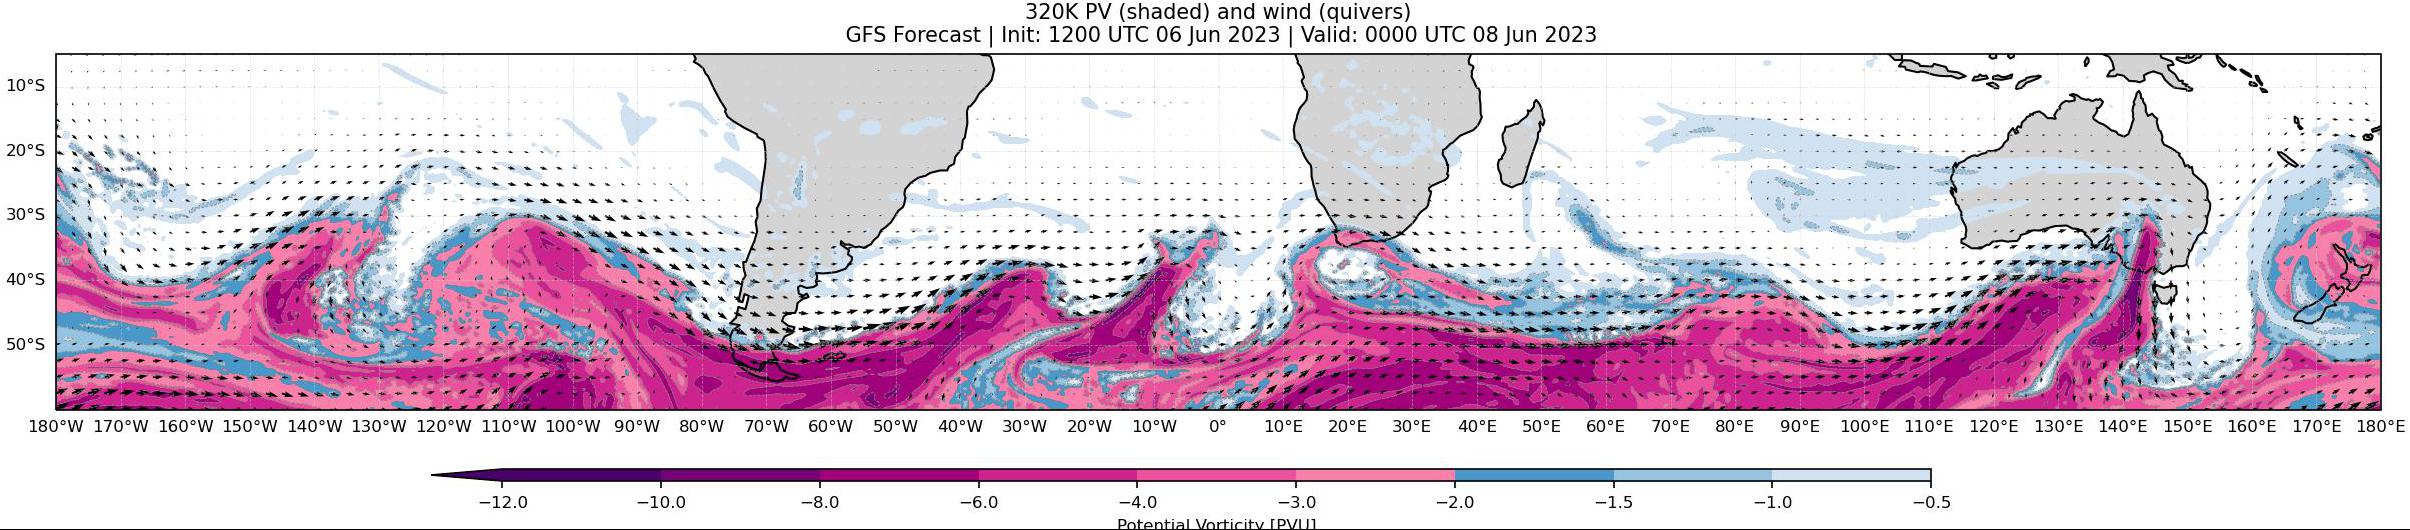 320K PV (shaded) and wind (quivers)
GFS Forecast | Init: 1200 UTC 06 Jun 2023 | Valid: 0000 UTC 08 Jun 2023
10°S
20°S
30°S
40°S
50°S
180°W 170°W 160°W 150°W 140°W 130°W 120°W 110°W 100°W 90°W 80°W 70°W 60°W 50°W 40°W 30°W 20°W 10°W 0° 10°E 20°E 30°E 40°E 50°E 60°E 70°E 80°E 90°E 100°E 110°E 120°E 130°E 140°E 150°E 160°E 170°E 180°E
−12.0 −10.0 −8.0 −6.0 −4.0 −3.0 −2.0 −1.5 −1.0 −0.5
Potential Vorticity [PVU]